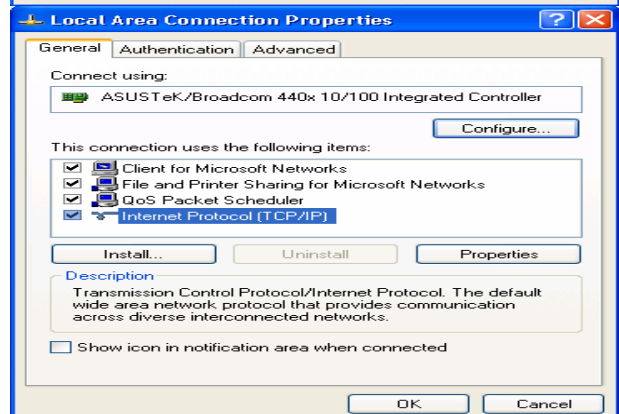 Local Area Connection Properties
General Authentication Advanced
Connect using:
ASUSTeK/Broadcom 440x 10/100 Integrated Controller
Configure...
This connection uses the following items:
Client for Microsoft Networks
File and Printer Sharing for Microsoft Networks
QoS Packet Scheduler
Internet Protocol (TCP/IP)
Install... Uninstall Properties
Description
Transmission Control Protocol/Internet Protocol. The default
wide area network protocol that provides communication
across diverse interconnected networks.
Show icon in notification area when connected
OK Cancel